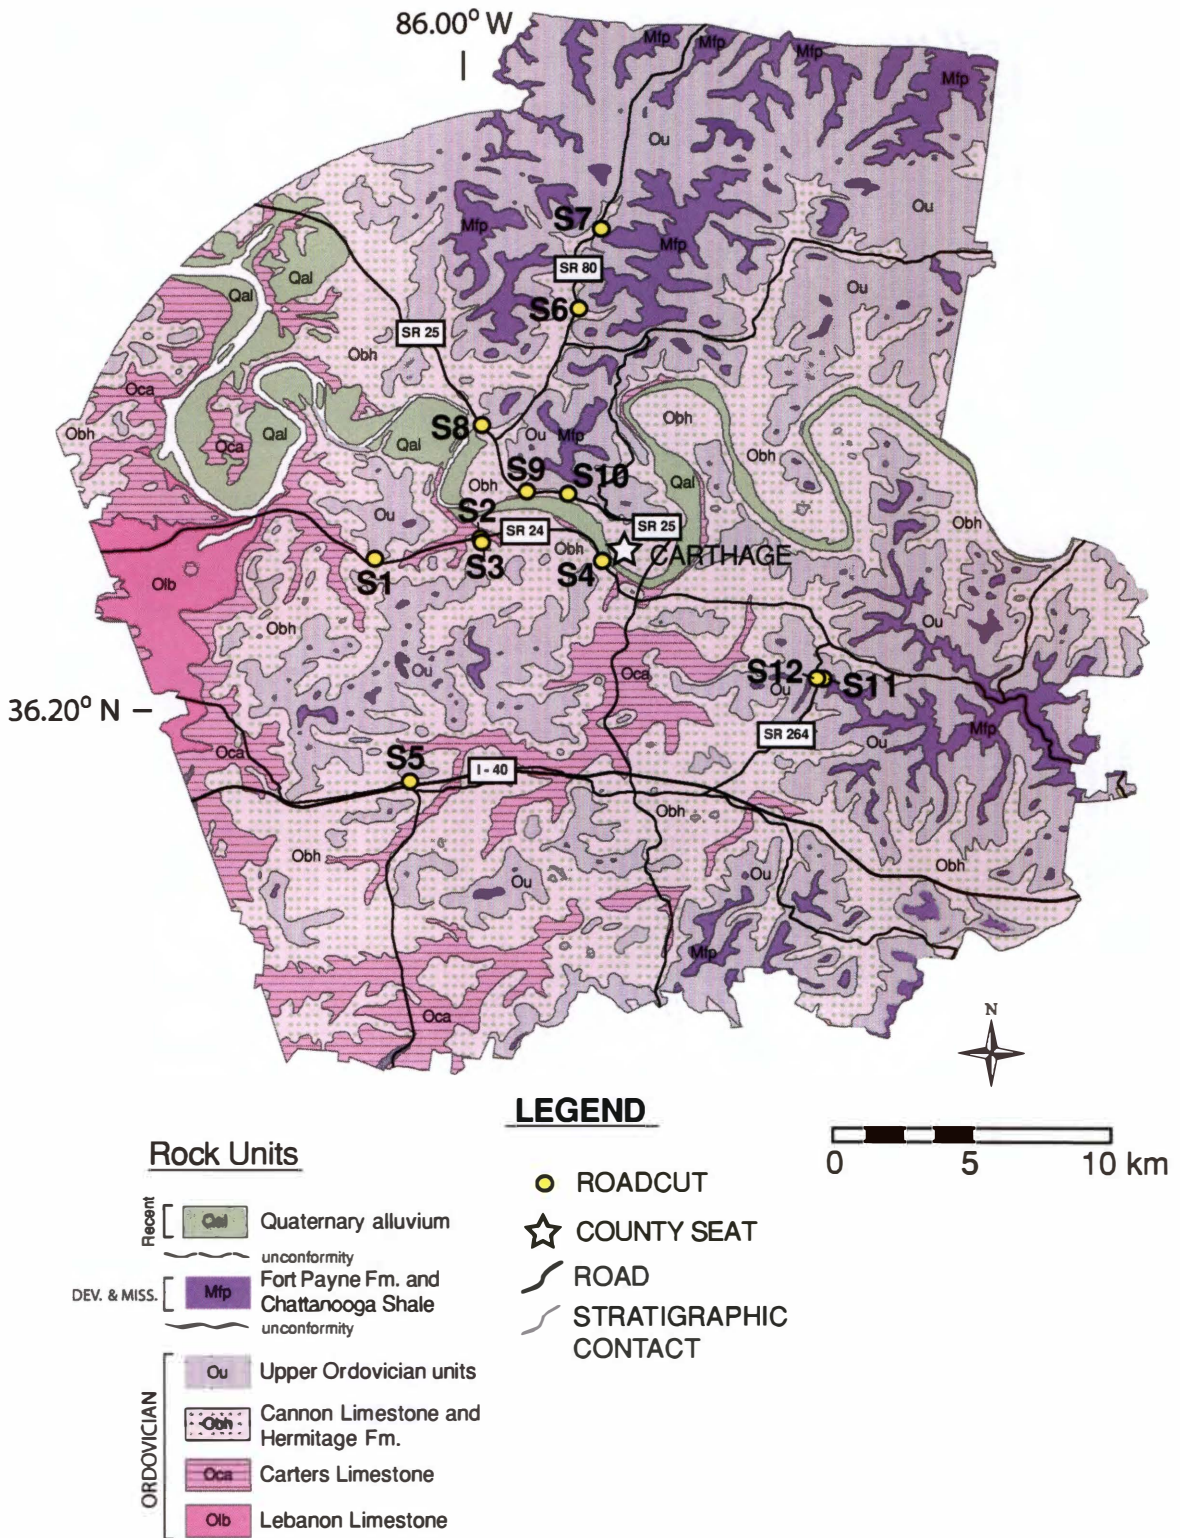 86.00° W
Mfp
Mfp
Mfp
Mfp
Ou
Ou
S7
Mfp
Mfp
SR 80
Qal
Qal
Ou
S6
SR 25
Obh
Oca
Obh
Obh
S8
Ou
Mfp
Oca
Qal
Qal
Obh
S9
S10
Obh
Qal
Ou
S2
SR 24
SR 25
Obh
Obh
CARTHAGE
S1
S3
S4
Olb
Obh
Ou
Ou
Oca
S12
S11
Ou
36.20° N
Mfp
SR 264
Ou
Oca
S5
I - 40
Obh
Obh
Obh
Ou
Ou
Mfp
Oca
N
LEGEND
0 5 10 km
Rock Units
Recent
Qal Quaternary alluvium
unconformity
DEV. & MISS.
Mfp Fort Payne Fm. and
Chattanooga Shale
unconformity
ORDOVICIAN
Ou Upper Ordovician units
Obh Cannon Limestone and
Hermitage Fm.
Oca Carters Limestone
Olb Lebanon Limestone
ROADCUT
COUNTY SEAT
ROAD
STRATIGRAPHIC
CONTACT